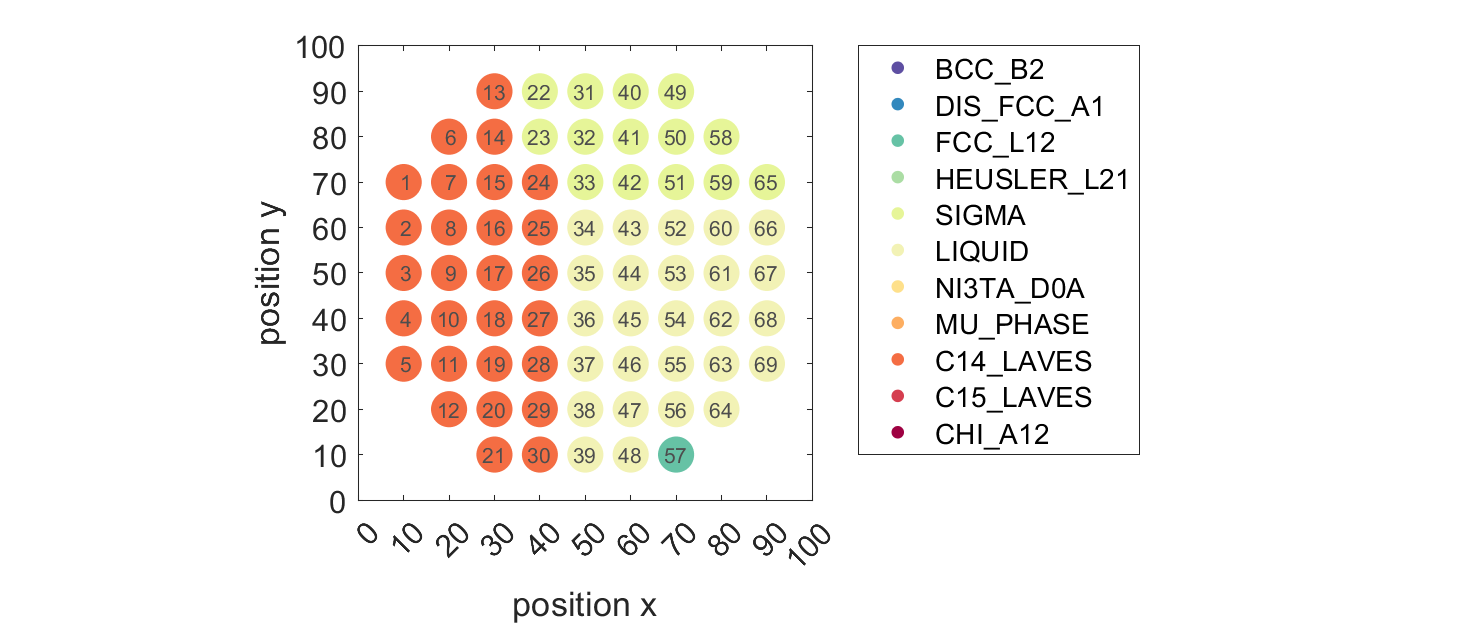 100
90
80
70
60
50
40
30
20
10
0
position y
13 22 31 40 49
6 14 23 32 41 50 58
1 7 15 24 33 42 51 59 65
2 8 16 25 34 43 52 60 66
3 9 17 26 35 44 53 61 67
4 10 18 27 36 45 54 62 68
5 11 19 28 37 46 55 63 69
12 20 29 38 47 56 64
21 30 39 48 57
0 10 20 30 40 50 60 70 80 90 100
position x
BCC_B2
DIS_FCC_A1
FCC_L12
HEUSLER_L21
SIGMA
LIQUID
NI3TA_D0A
MU_PHASE
C14_LAVES
C15_LAVES
CHI_A12